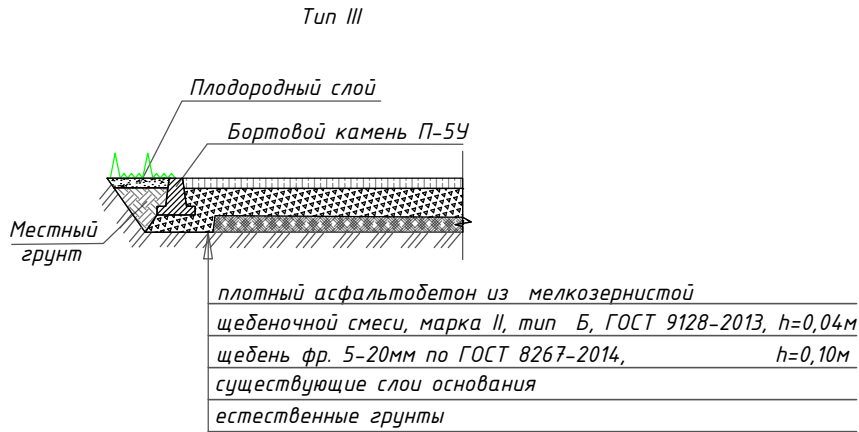 Тип III
Плодородный слой
Бортовой камень П-5У
Местный
грунт
плотный асфальтобетон из мелкозернистой
щебеночной смеси, марка II, тип Б, ГОСТ 9128-2013, h=0,04м
щебень фр. 5-20мм по ГОСТ 8267-2014, h=0,10м
существующие слои основания
естественные грунты